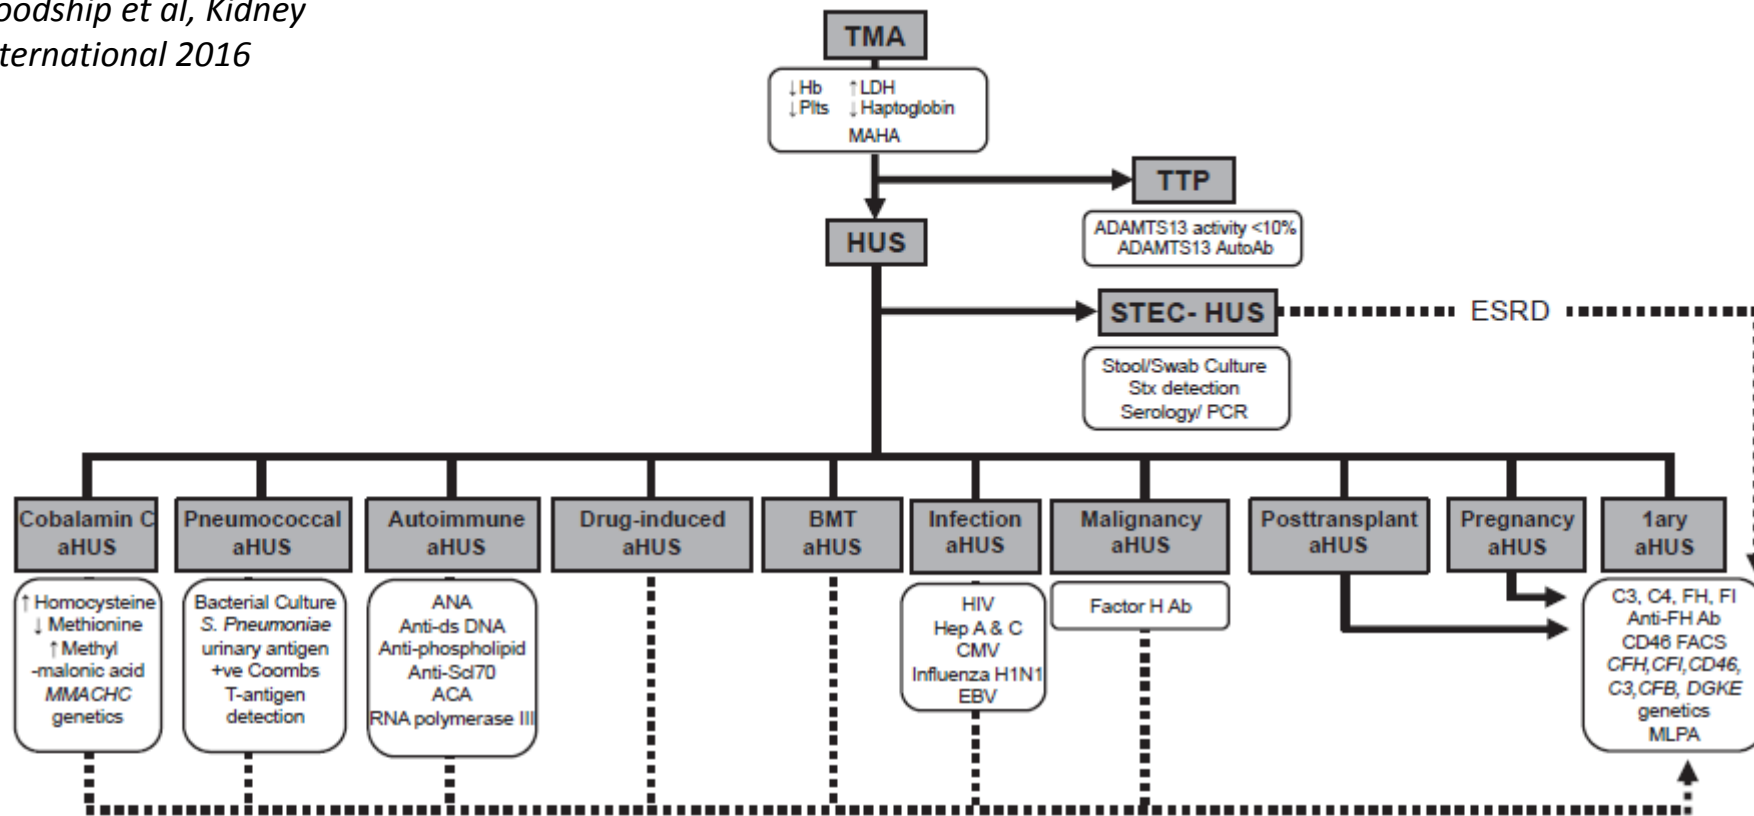 oodship et al, Kidney
ternational 2016
TMA
↓Hb ↑LDH
↓Plts ↓Haptoglobin
MAHA
TTP
ADAMTS13 activity <10%
ADAMTS13 AutoAb
HUS
STEC- HUS
ESRD
Stool/Swab Culture
Stx detection
Serology/ PCR
Cobalamin C
aHUS
↑Homocysteine
↓ Methionine
↑Methyl
-malonic acid
MMACHC
genetics
Pneumococcal
aHUS
Bacterial Culture
S. Pneumoniae
urinary antigen
+ve Coombs
T-antigen
detection
Autoimmune
aHUS
ANA
Anti-ds DNA
Anti-phospholipid
Anti-Scl70
ACA
RNA polymerase III
Drug-induced
aHUS
BMT
aHUS
Infection
aHUS
HIV
Hep A & C
CMV
Influenza H1N1
EBV
Malignancy
aHUS
Factor H Ab
Posttransplant
aHUS
Pregnancy
aHUS
1ary
aHUS
C3, C4, FH, FI
Anti-FH Ab
CD46 FACS
CFH,CFI,CD46,
C3,CFB, DGKE
genetics
MLPA